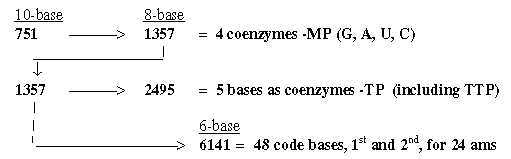 10-base 8-base
751 1357 = 4 coenzymes -MP (G, A, U, C)
1357 2495 = 5 bases as coenzymes -TP (including TTP)
6-base
6141 = 48 code bases, 1st and 2nd, for 24 ams